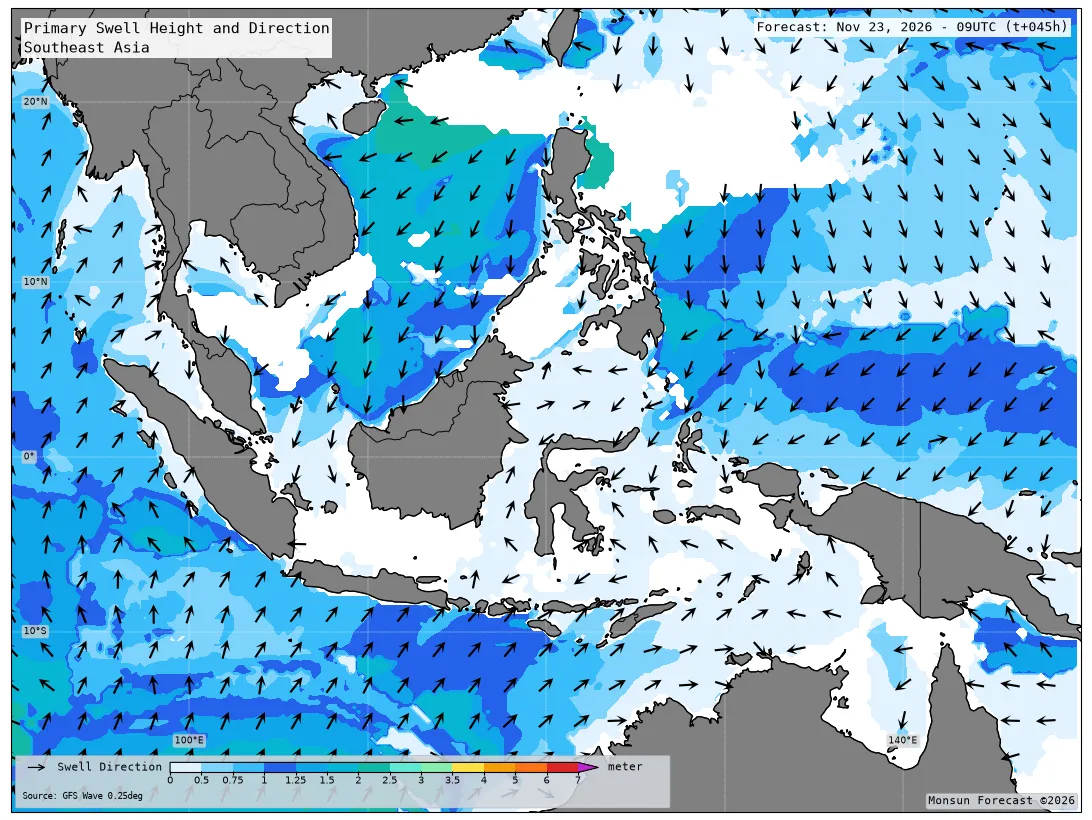 Primary Swell Height and Direction
Southeast Asia
Forecast: Nov 23, 2026 - 09UTC (t+045h)
20°N
10°N
0°
10°S
100°E
140°E
Swell Direction
0 0.5 0.75 1 1.25 1.5 2 2.5 3 3.5 4 5 6 7
meter
Source: GFS Wave 0.25deg
Monsun Forecast ©2026